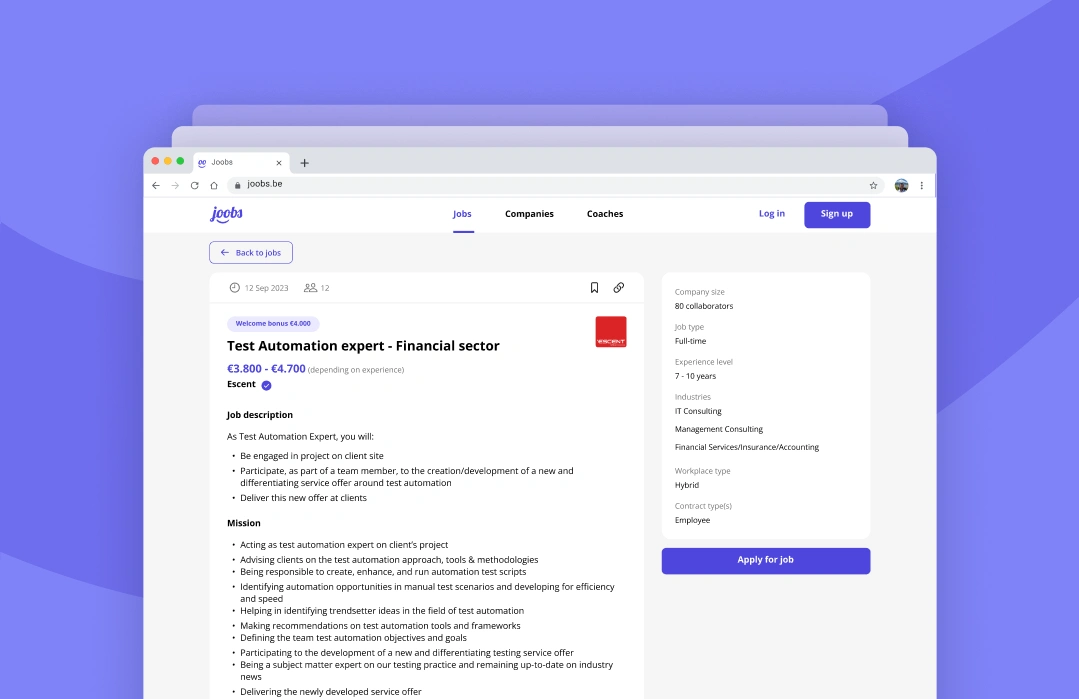 Joobs
joobs.be
joobs
Jobs
Companies
Coaches
Log in
Sign up
Back to jobs
12 Sep 2023
12
Welcome bonus €4.000
Test Automation expert - Financial sector
€3.800 - €4.700 (depending on experience)
Escent
ESCENT
Job description
As Test Automation Expert, you will:
• Be engaged in project on client site
• Participate, as part of a team member, to the creation/development of a new and
differentiating service offer around test automation
• Deliver this new offer at clients
Mission
• Acting as test automation expert on client's project
• Advising clients on the test automation approach, tools & methodologies
• Being responsible to create, enhance, and run automation test scripts
• Identifying automation opportunities in manual test scenarios and developing for efficiency
and speed
• Helping in identifying trendsetter ideas in the field of test automation
• Making recommendations on test automation tools and frameworks
• Defining the team test automation objectives and goals
• Participating to the development of a new and differentiating testing service offer
• Being a subject matter expert on our testing practice and remaining up-to-date on industry
news
• Delivering the newly developed service offer
Company size
80 collaborators
Job type
Full-time
Experience level
7 - 10 years
Industries
IT Consulting
Management Consulting
Financial Services/Insurance/Accounting
Workplace type
Hybrid
Contract type(s)
Employee
Apply for job